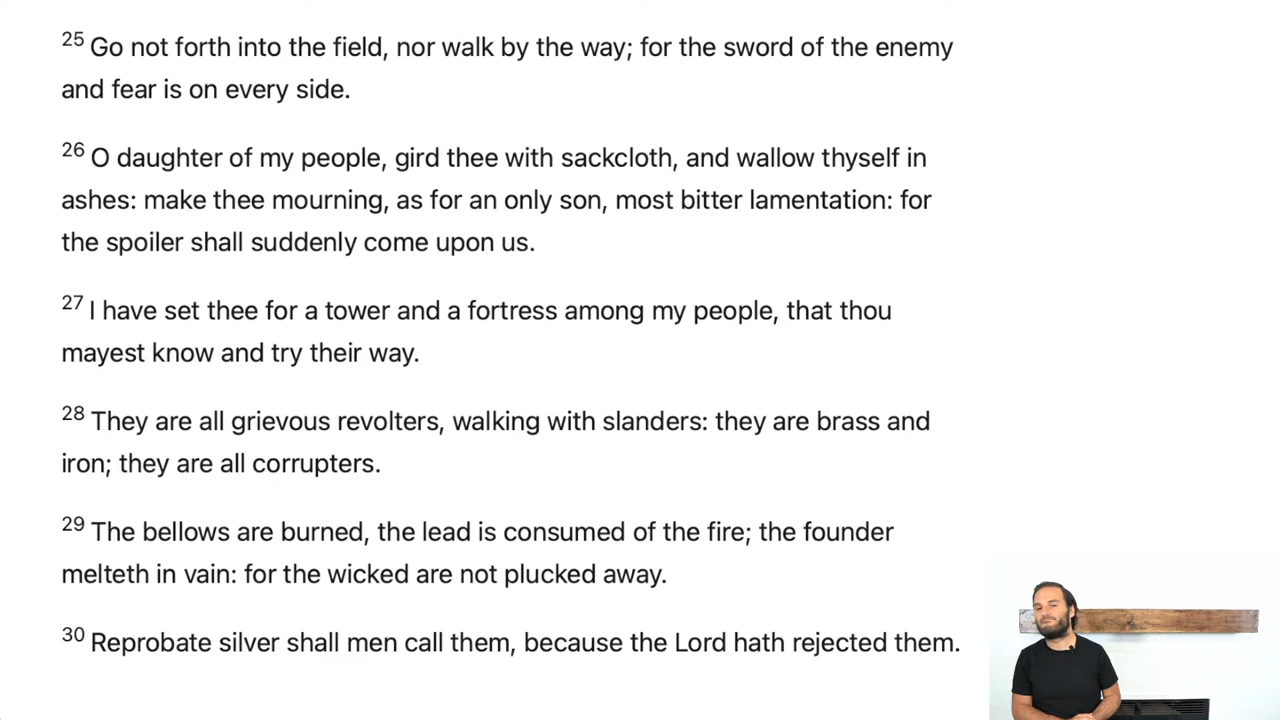 25 Go not forth into the field, nor walk by the way; for the sword of the enemy
and fear is on every side.
26 O daughter of my people, gird thee with sackcloth, and wallow thyself in
ashes: make thee mourning, as for an only son, most bitter lamentation: for
the spoiler shall suddenly come upon us.
27 I have set thee for a tower and a fortress among my people, that thou
mayest know and try their way.
28 They are all grievous revolters, walking with slanders: they are brass and
iron; they are all corrupters.
29 The bellows are burned, the lead is consumed of the fire; the founder
melteth in vain: for the wicked are not plucked away.
30 Reprobate silver shall men call them, because the Lord hath rejected them.